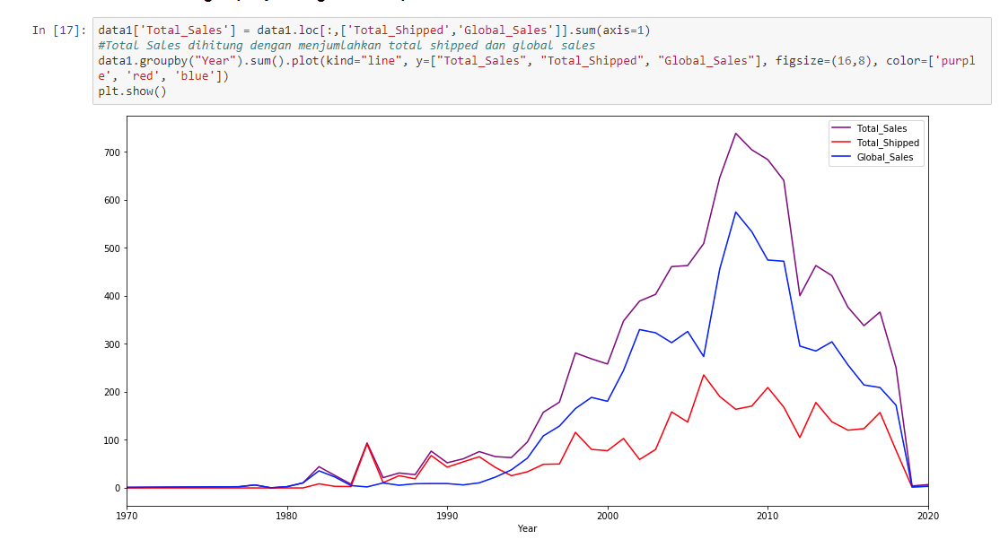 In [17]:
data1['Total_Sales'] = data1.loc[:,['Total_Shipped','Global_Sales']].sum(axis=1)
#Total Sales dihitung dengan menjumlahkan total shipped dan global sales
data1.groupby("Year").sum().plot(kind="line", y=["Total_Sales", "Total_Shipped", "Global_Sales"], figsize=(16,8), color=['purpl
e', 'red', 'blue'])
plt.show()
Total_Sales
Total_Shipped
Global_Sales
700
600
500
400
300
200
100
0
1970 1980 1990 2000 2010 2020
Year